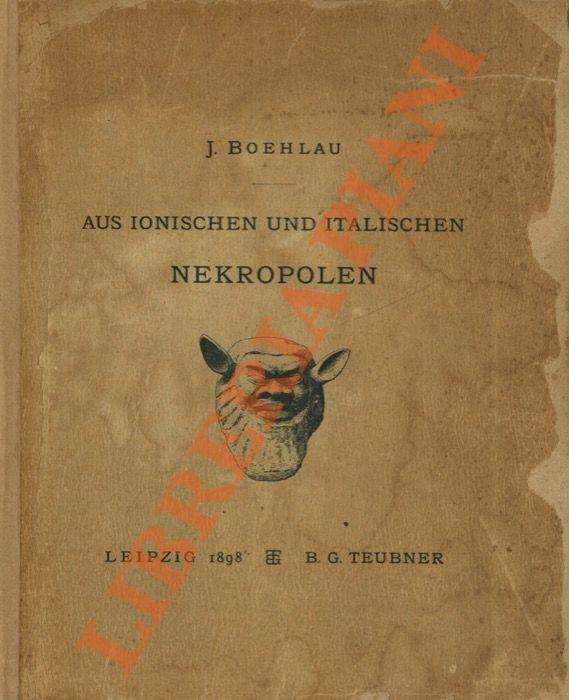 J. BOEHLAU
AUS IONISCHEN UND ITALISCHEN
NEKROPOLEN
LEIPZIG 1898 B. G. TEUBNER
LIBRERIA PIANI